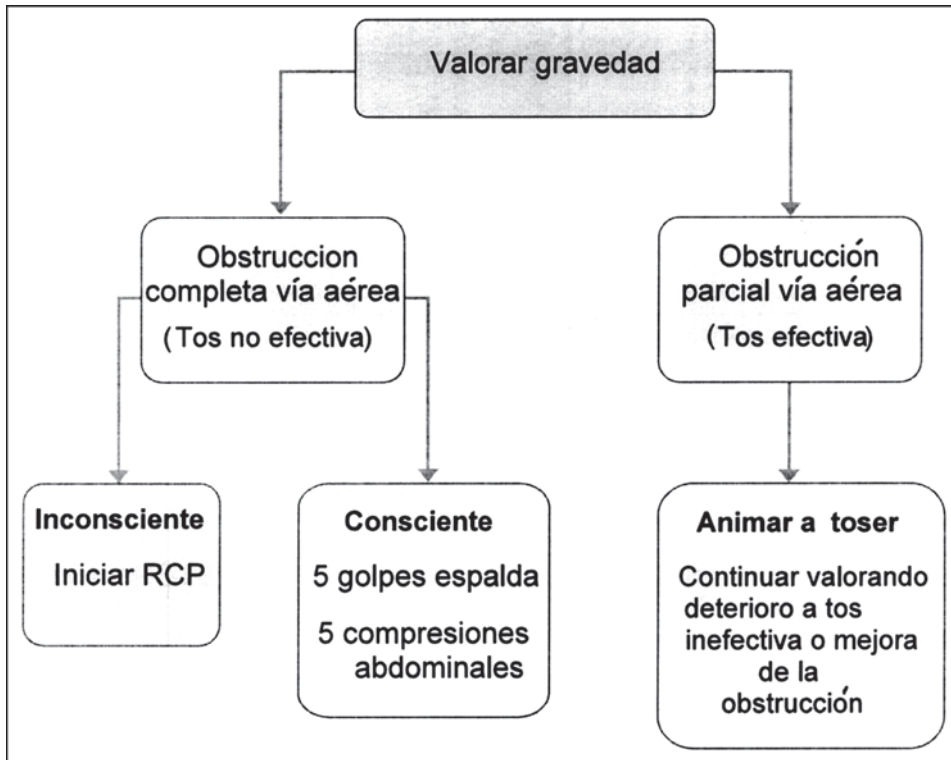 Valorar gravedad
Obstruccion
completa vía aérea
(Tos no efectiva)
Obstrucción
parcial vía aérea
(Tos efectiva)
Inconsciente
Iniciar RCP
Consciente
5 golpes espalda
5 compresiones
abdominales
Animar a toser
Continuar valorando
deterioro a tos
inefectiva o mejora
de la
obstrucción